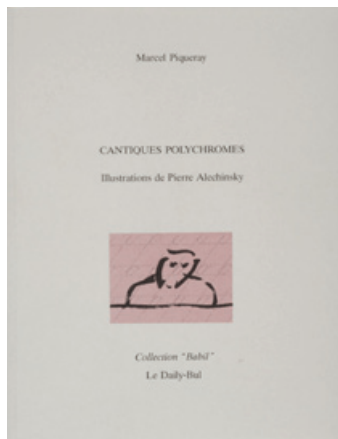 Marcel Piqueray
CANTIQUES POLYCHROMES
Illustrations de Pierre Alechinsky
Collection "Babil"
Le Daily-Bul